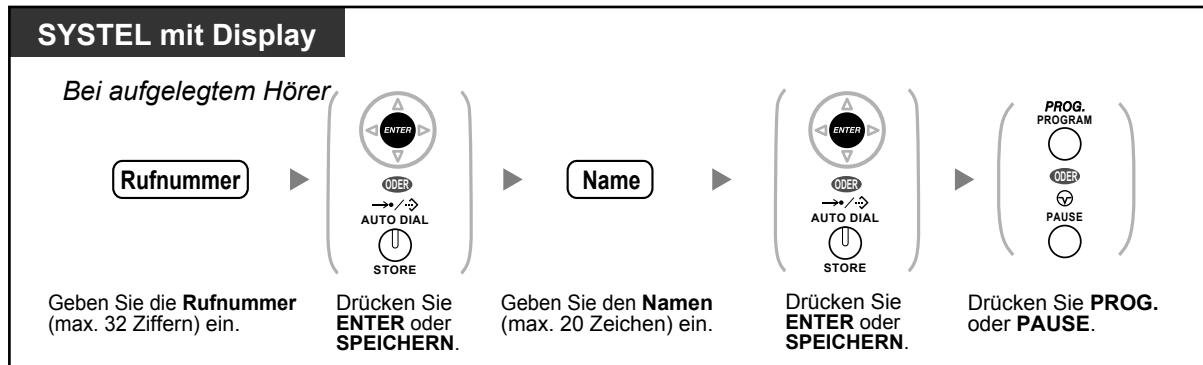 SYSTEL mit Display
Bei aufgelegtem Hörer
Rufnummer
ENTER
ODER
AUTO DIAL
STORE
Name
ENTER
ODER
AUTO DIAL
STORE
PROG.
PROGRAM
ODER
PAUSE
Geben Sie die Rufnummer
(max. 32 Ziffern) ein.
Drücken Sie
ENTER oder
SPEICHERN.
Geben Sie den Namen
(max. 20 Zeichen) ein.
Drücken Sie
ENTER oder
SPEICHERN.
Drücken Sie PROG.
oder PAUSE.